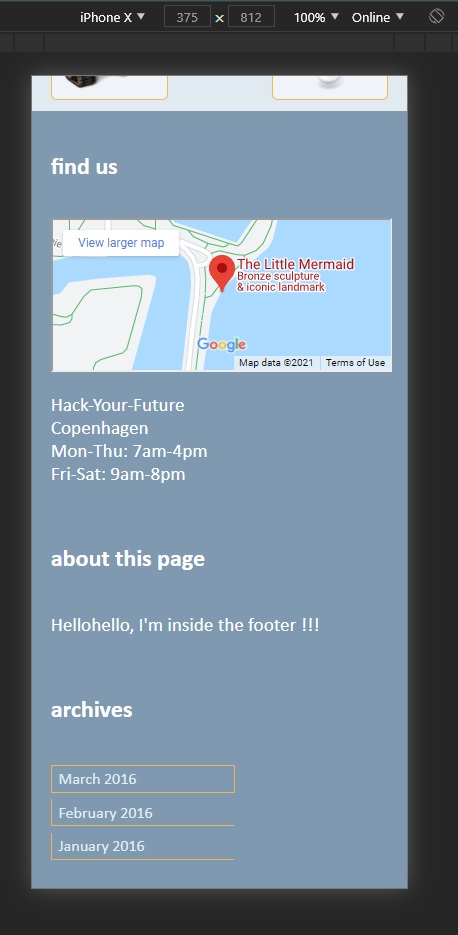 iPhone X ▼ 375 x 812 100% ▼ Online ▼
find us
View larger map
The Little Mermaid
Bronze sculpture
& iconic landmark
Google
Map data ©2021 Terms of Use
Hack-Your-Future
Copenhagen
Mon-Thu: 7am-4pm
Fri-Sat: 9am-8pm
about this page
Hellohello, I'm inside the footer !!!
archives
March 2016
February 2016
January 2016